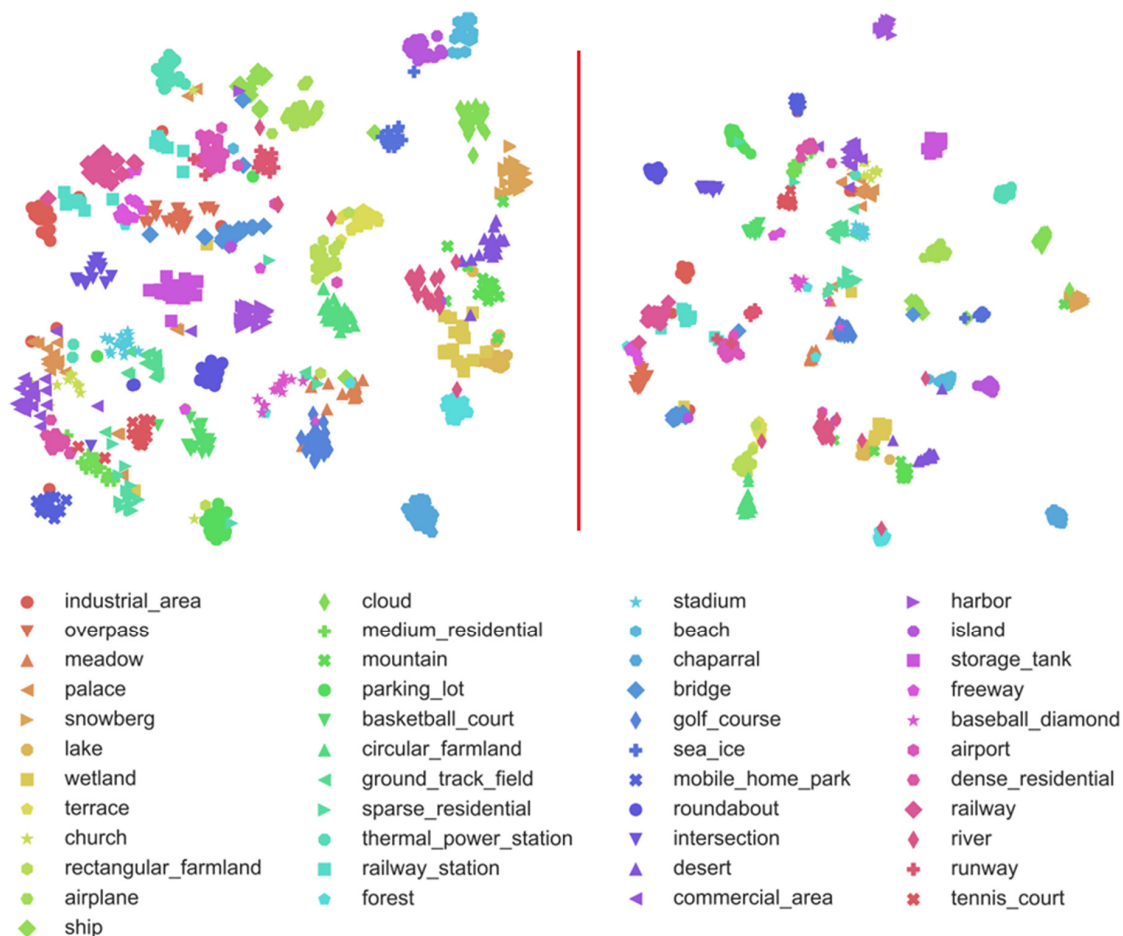 industrial_area
overpass
meadow
palace
snowberg
lake
wetland
terrace
church
rectangular_farmland
airplane
ship
cloud
medium_residential
mountain
parking_lot
basketball_court
circular_farmland
ground_track_field
sparse_residential
thermal_power_station
railway_station
forest
stadium
beach
chaparral
bridge
golf_course
sea_ice
mobile_home_park
roundabout
intersection
desert
commercial_area
harbor
island
storage_tank
freeway
baseball_diamond
airport
dense_residential
railway
river
runway
tennis_court